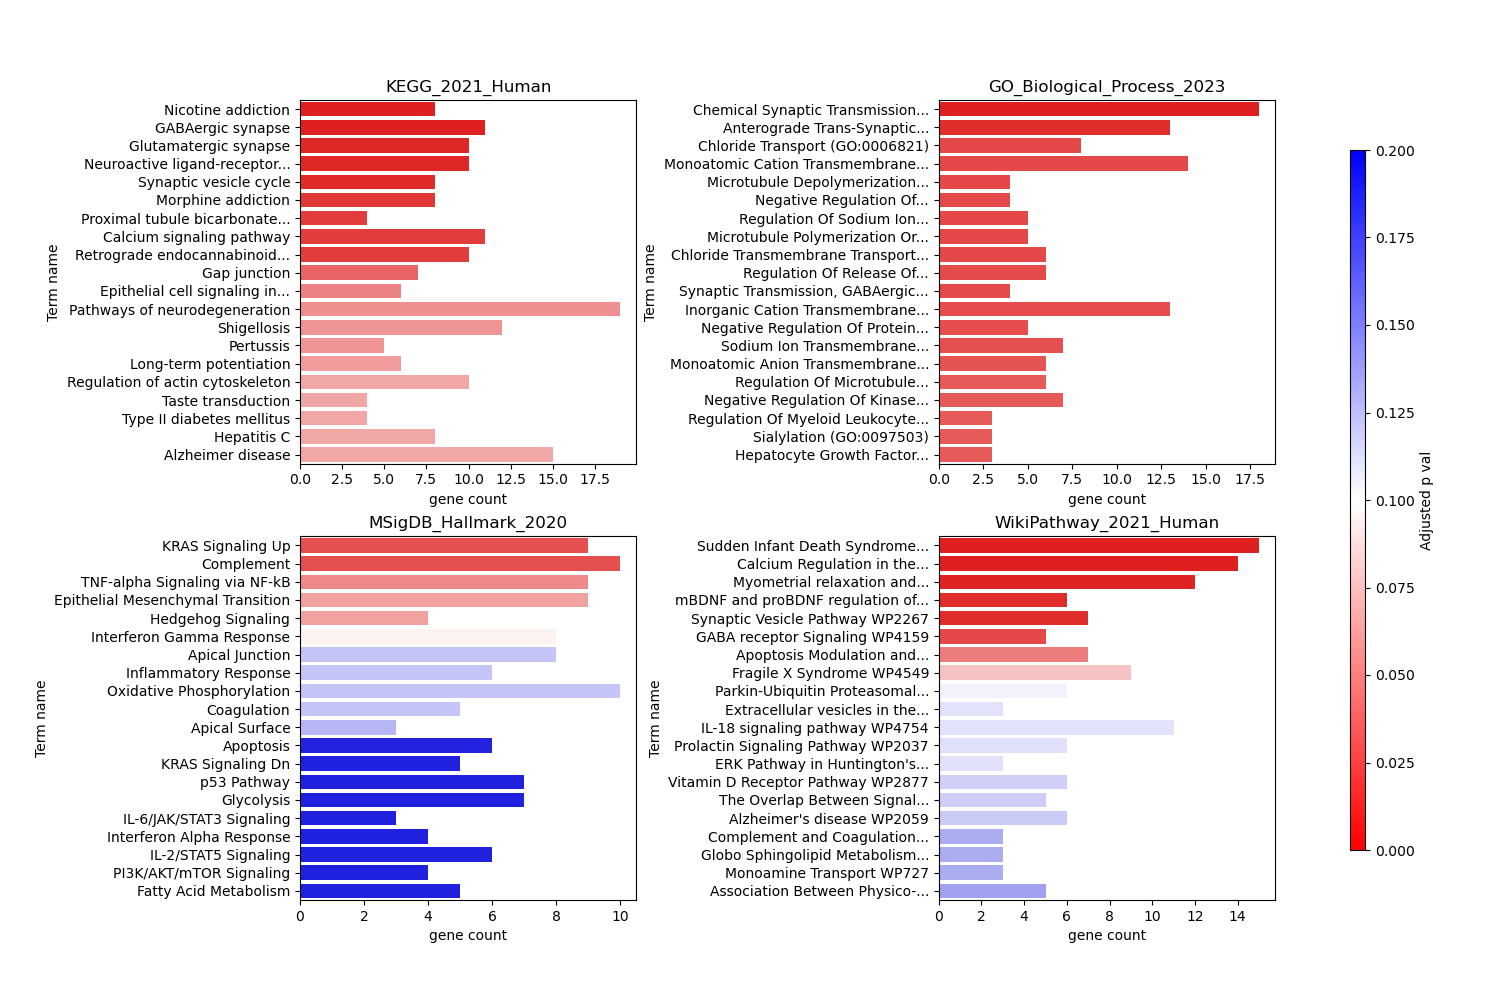 KEGG_2021_Human
Term name
Nicotine addiction
GABAergic synapse
Glutamatergic synapse
Neuroactive ligand-receptor...
Synaptic vesicle cycle
Morphine addiction
Proximal tubule bicarbonate...
Calcium signaling pathway
Retrograde endocannabinoid...
Gap junction
Epithelial cell signaling in...
Pathways of neurodegeneration
Shigellosis
Pertussis
Long-term potentiation
Regulation of actin cytoskeleton
Taste transduction
Type II diabetes mellitus
Hepatitis C
Alzheimer disease
0.0 2.5 5.0 7.5 10.0 12.5 15.0 17.5
gene count
GO_Biological_Process_2023
Term name
Chemical Synaptic Transmission...
Anterograde Trans-Synaptic...
Chloride Transport (GO:0006821)
Monoatomic Cation Transmembrane...
Microtubule Depolymerization...
Negative Regulation Of...
Regulation Of Sodium Ion...
Microtubule Polymerization Or...
Chloride Transmembrane Transport...
Regulation Of Release Of...
Synaptic Transmission, GABAergic...
Inorganic Cation Transmembrane...
Negative Regulation Of Protein...
Sodium Ion Transmembrane...
Monoatomic Anion Transmembrane...
Regulation Of Microtubule...
Negative Regulation Of Kinase...
Regulation Of Myeloid Leukocyte...
Sialylation (GO:0097503)
Hepatocyte Growth Factor...
0.0 2.5 5.0 7.5 10.0 12.5 15.0 17.5
gene count
MSigDB_Hallmark_2020
Term name
KRAS Signaling Up
Complement
TNF-alpha Signaling via NF-kB
Epithelial Mesenchymal Transition
Hedgehog Signaling
Interferon Gamma Response
Apical Junction
Inflammatory Response
Oxidative Phosphorylation
Coagulation
Apical Surface
Apoptosis
KRAS Signaling Dn
p53 Pathway
Glycolysis
IL-6/JAK/STAT3 Signaling
Interferon Alpha Response
IL-2/STAT5 Signaling
PI3K/AKT/mTOR Signaling
Fatty Acid Metabolism
0 2 4 6 8 10
gene count
WikiPathway_2021_Human
Term name
Sudden Infant Death Syndrome...
Calcium Regulation in the...
Myometrial relaxation and...
mBDNF and proBDNF regulation of...
Synaptic Vesicle Pathway WP2267
GABA receptor Signaling WP4159
Apoptosis Modulation and...
Fragile X Syndrome WP4549
Parkin-Ubiquitin Proteasomal...
Extracellular vesicles in the...
IL-18 signaling pathway WP4754
Prolactin Signaling Pathway WP2037
ERK Pathway in Huntington's...
Vitamin D Receptor Pathway WP2877
The Overlap Between Signal...
Alzheimer's disease WP2059
Complement and Coagulation...
Globo Sphingolipid Metabolism...
Monoamine Transport WP727
Association Between Physico-...
0 2 4 6 8 10 12 14
gene count
0.200
0.175
0.150
0.125
0.100
0.075
0.050
0.025
0.000
Adjusted p val